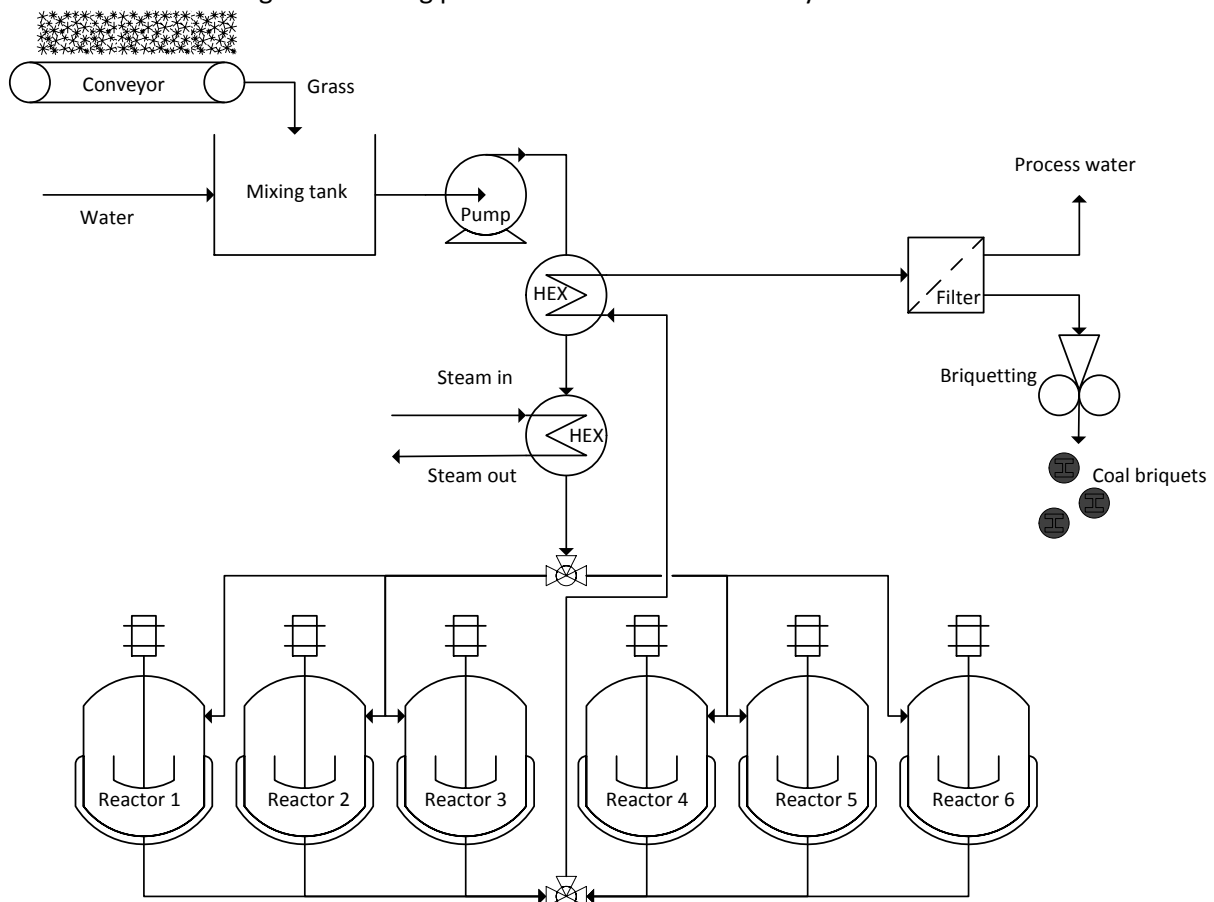 Conveyor
Grass
Water
Mixing tank
Pump
Process water
HEX
Filter
Steam in
Briquetting
HEX
Steam out
Coal briquets
Reactor 1
Reactor 2
Reactor 3
Reactor 4
Reactor 5
Reactor 6